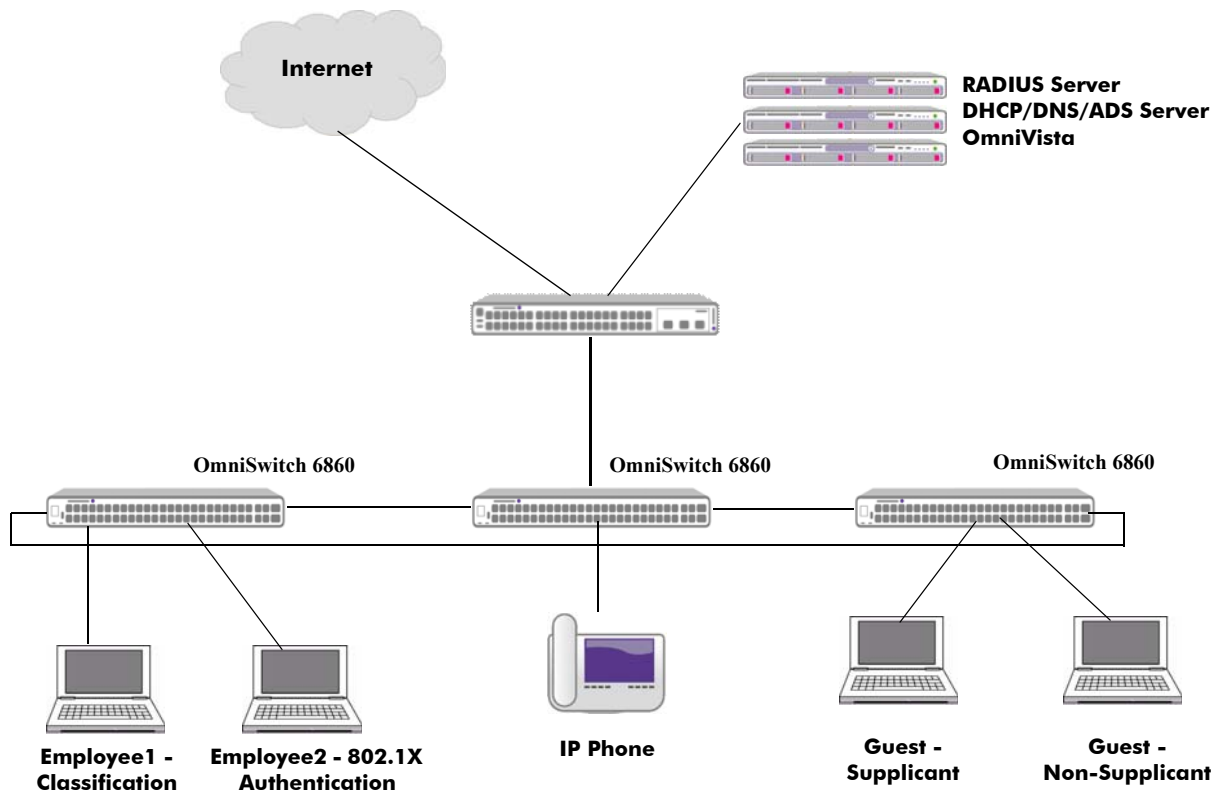 Internet
RADIUS Server
DHCP/DNS/ADS Server
OmniVista
OmniSwitch 6860
OmniSwitch 6860
OmniSwitch 6860
Employee1 -
Classification
Employee2 - 802.1X
Authentication
IP Phone
Guest -
Supplicant
Guest -
Non-Supplicant